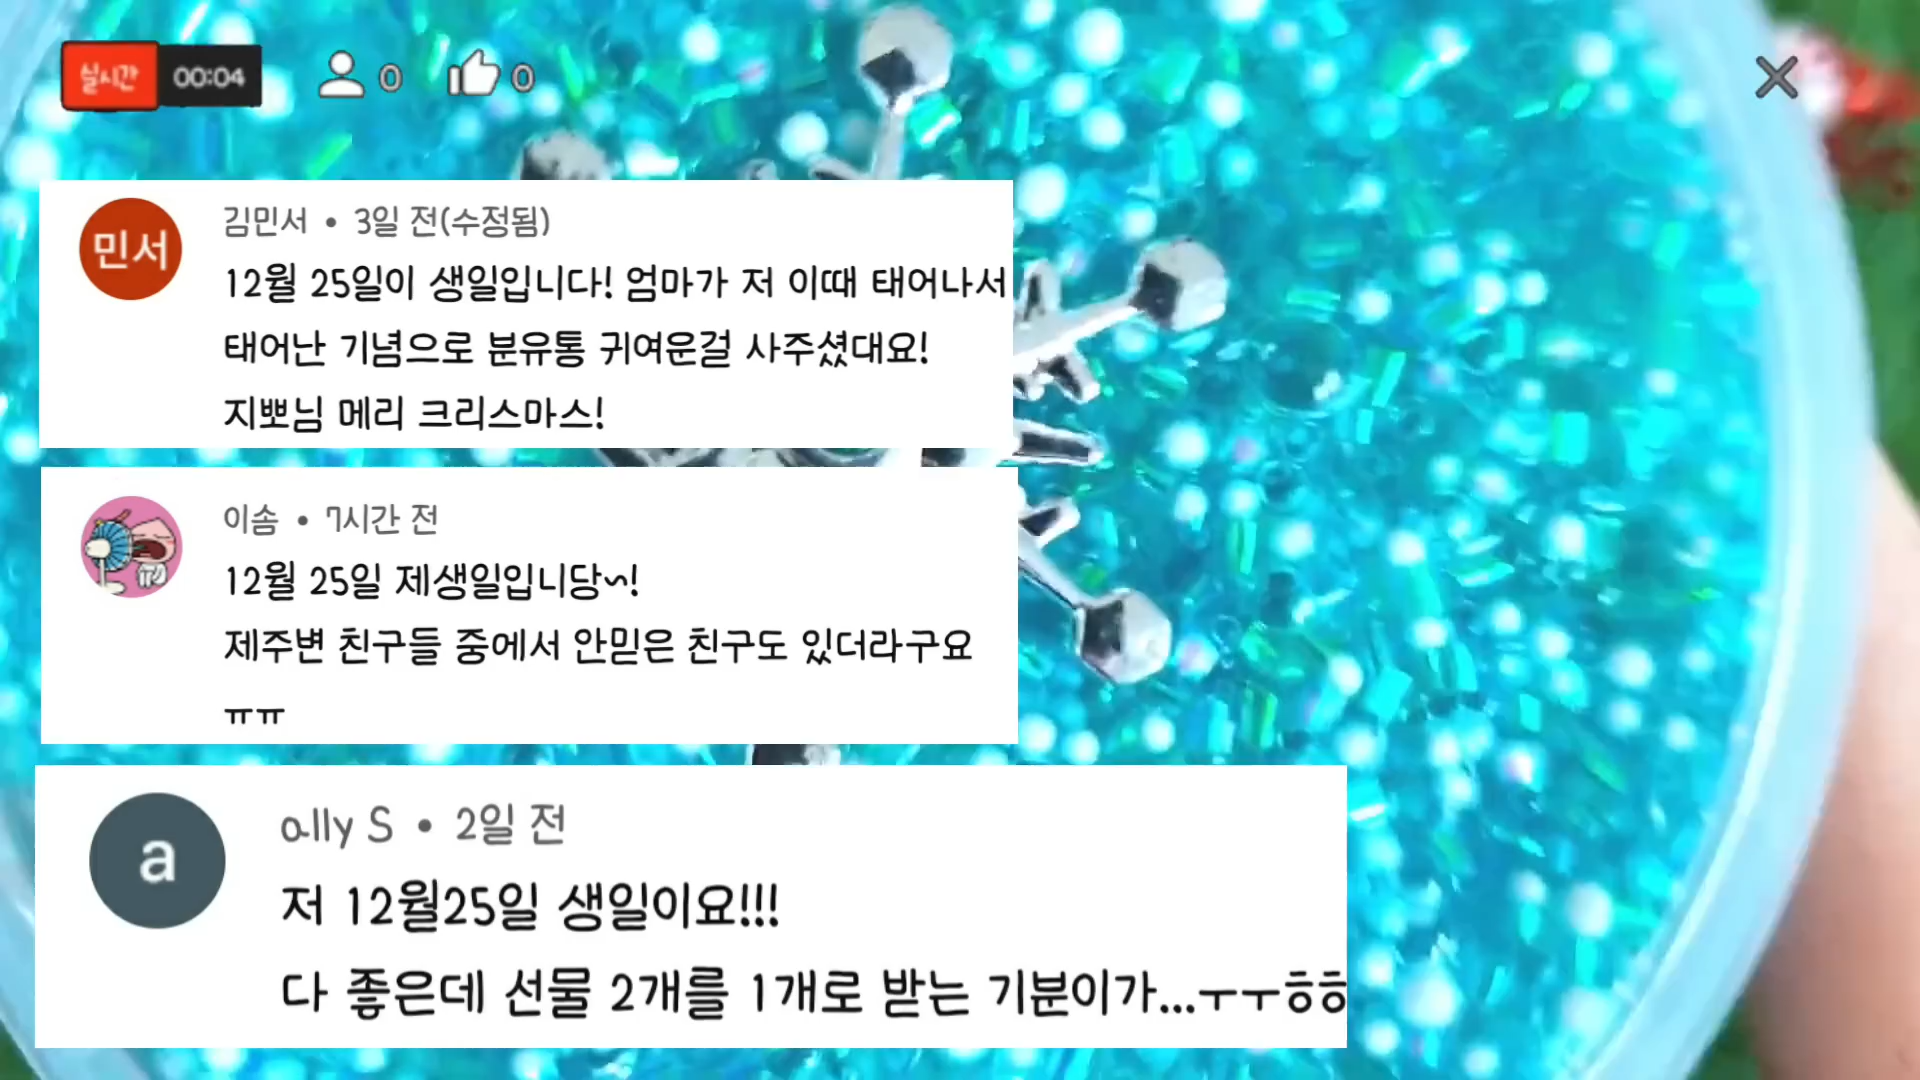 실시간 00:04 0 0
민서
김민서 • 3일 전(수정됨)
12월 25일이 생일입니다! 엄마가 저 이때 태어나서
태어난 기념으로 분유통 귀여운걸 사주셨대요!
지뽀님 메리 크리스마스!
이솜 • 7시간 전
12월 25일 제생일입니당~!
제주변 친구들 중에서 안믿은 친구도 있더라구요
ㅠㅠ
a
ally S • 2일 전
저 12월25일 생일이요!!!
다 좋은데 선물 2개를 1개로 받는 기분이가...ㅜㅜㅎㅎ